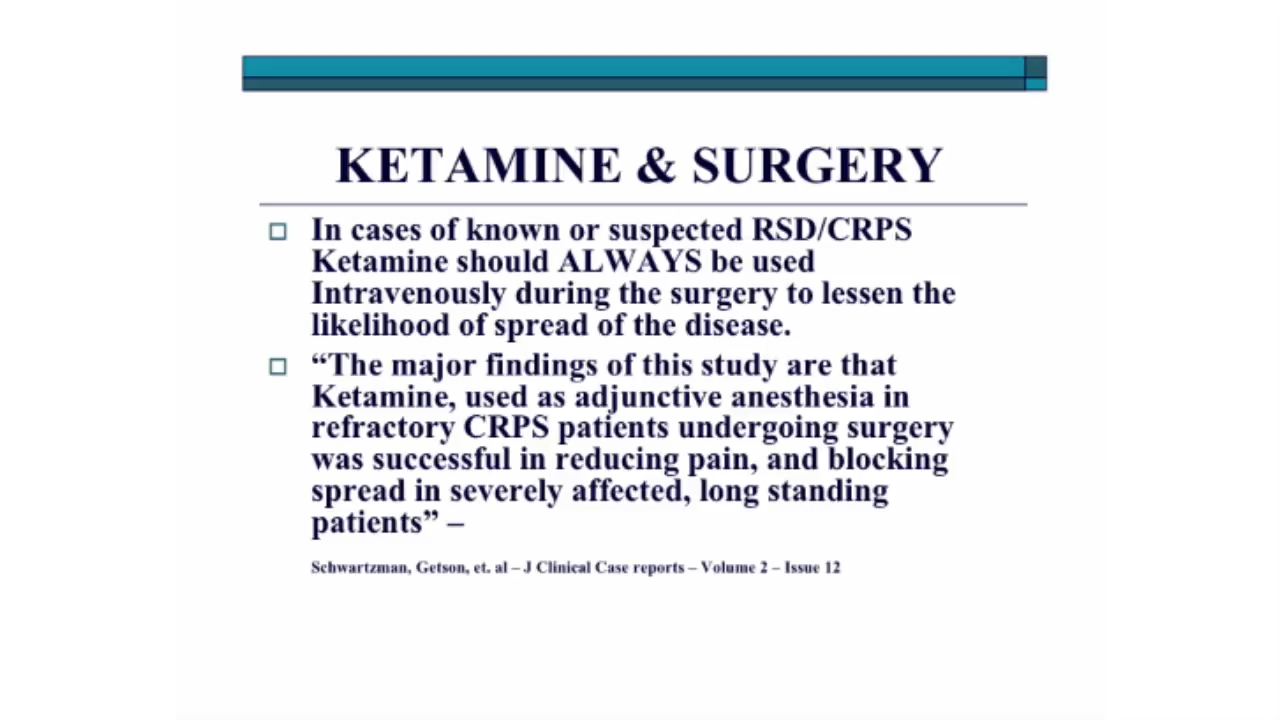 KETAMINE & SURGERY
In cases of known or suspected RSD/CRPS
Ketamine should ALWAYS be used
Intravenously during the surgery to lessen the
likelihood of spread of the disease.
“The major findings of this study are that
Ketamine, used as adjunctive anesthesia in
refractory CRPS patients undergoing surgery
was successful in reducing pain, and blocking
spread in severely affected, long standing
patients” –
Schwartzman, Getson, et. al – J Clinical Case reports – Volume 2 – Issue 12